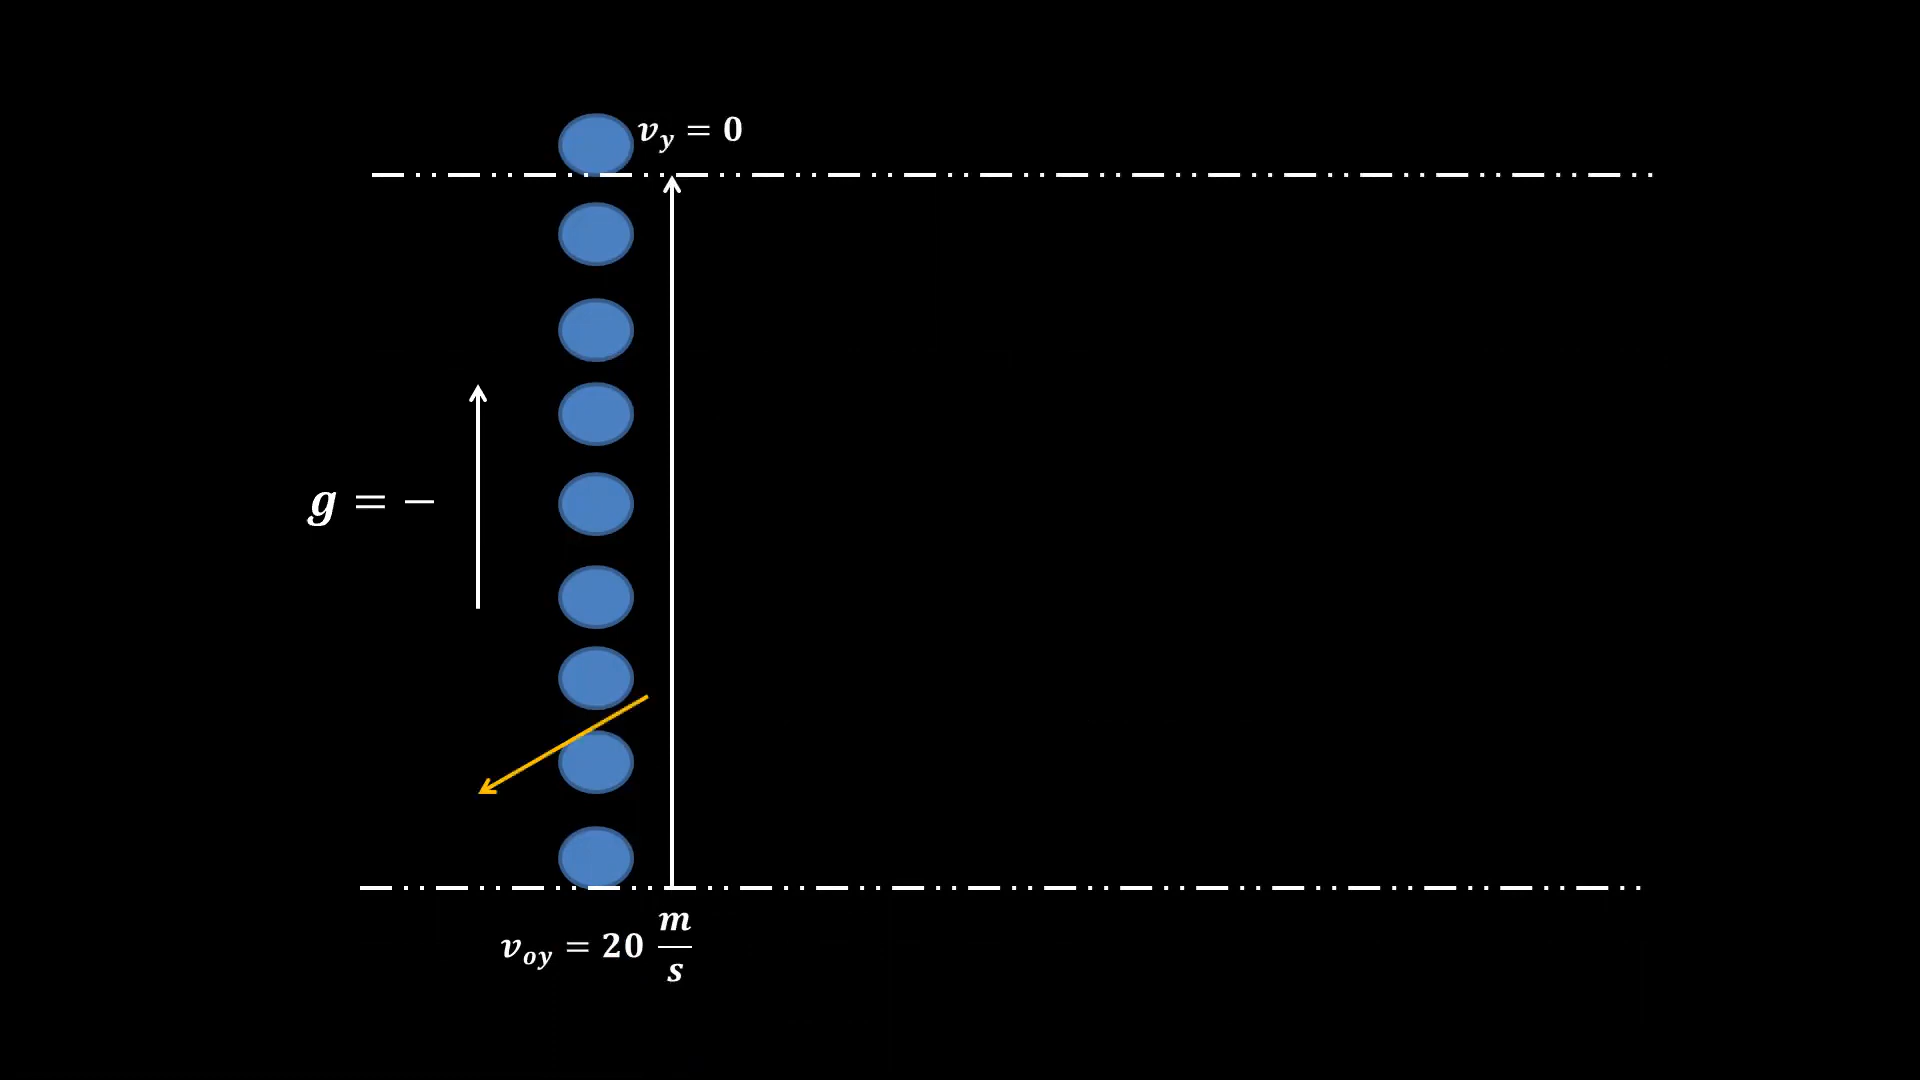 v_y = 0
g = −
v_oy = 20 m/s